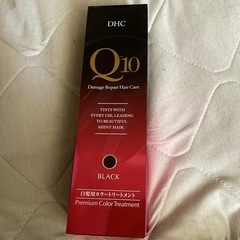 DHC
Q10
Damage Repair Hair Care
TINTS WITH
EVERY USE, LEADING
TO BEAUTIFUL
SHINY HAIR.
BLACK
白髪用カラートリートメント
Premium Color Treatment